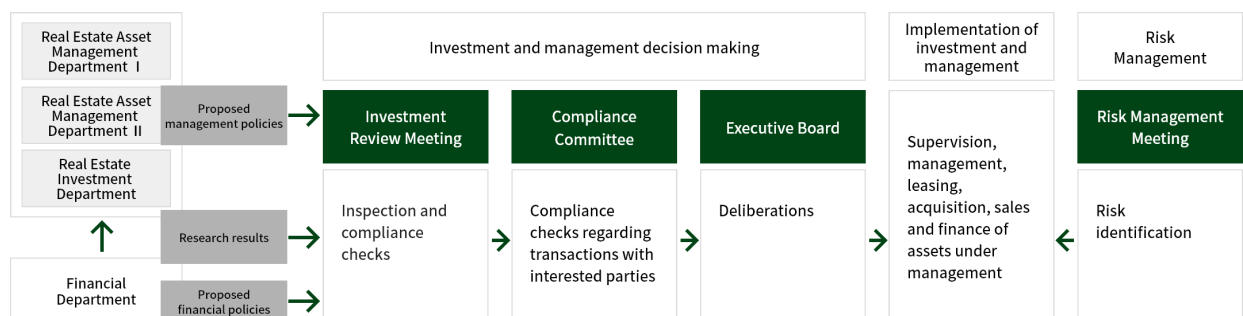 Real Estate Asset
Management
Department I
Real Estate Asset
Management
Department II
Real Estate
Investment
Department
Financial
Department
Proposed
management policies
Research results
Proposed
financial policies
Investment and management decision making
Investment
Review Meeting
Inspection and
compliance
checks
Compliance
Committee
Compliance
checks regarding
transactions with
interested parties
Executive Board
Deliberations
Implementation of
investment and
management
Supervision,
management,
leasing,
acquisition, sales
and finance of
assets under
management
Risk
Management
Risk Management
Meeting
Risk
identification